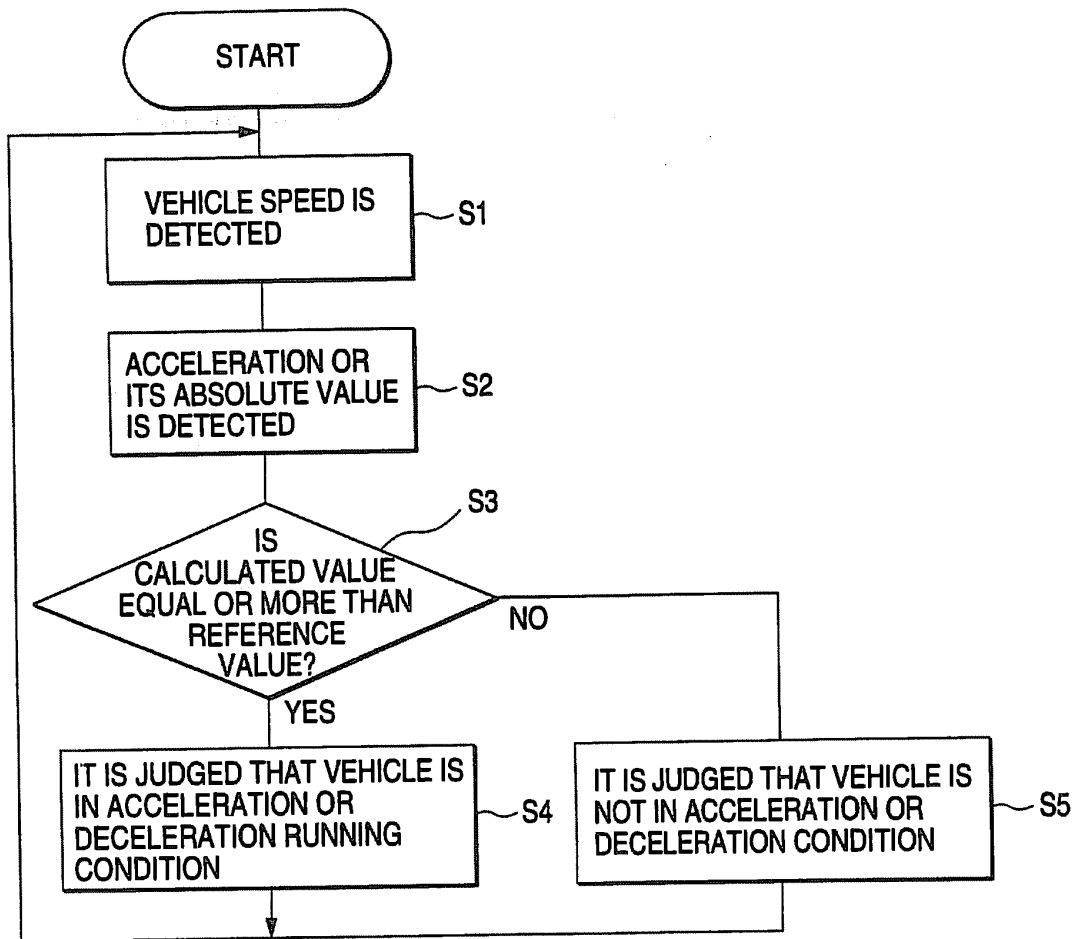 START
VEHICLE SPEED IS
DETECTED
S1
ACCELERATION OR
ITS ABSOLUTE VALUE
IS DETECTED
S2
S3
IS
CALCULATED VALUE
EQUAL OR MORE THAN
REFERENCE
VALUE?
NO
YES
IT IS JUDGED THAT VEHICLE IS
IN ACCELERATION OR
DECELERATION RUNNING
CONDITION
S4
IT IS JUDGED THAT VEHICLE IS
NOT IN ACCELERATION OR
DECELERATION CONDITION
S5